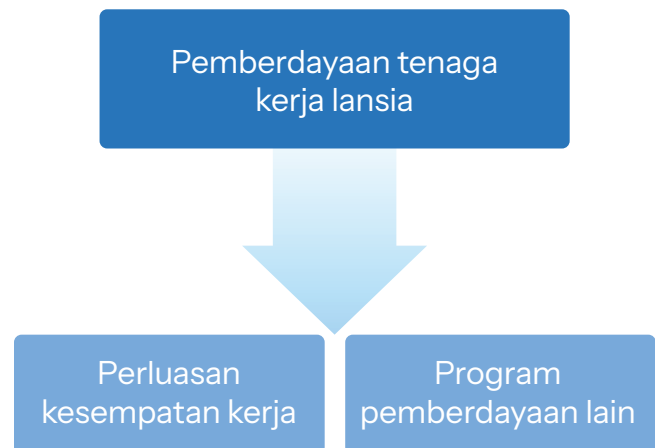 Pemberdayaan tenaga
kerja lansia
Perluasan
kesempatan kerja
Program
pemberdayaan lain